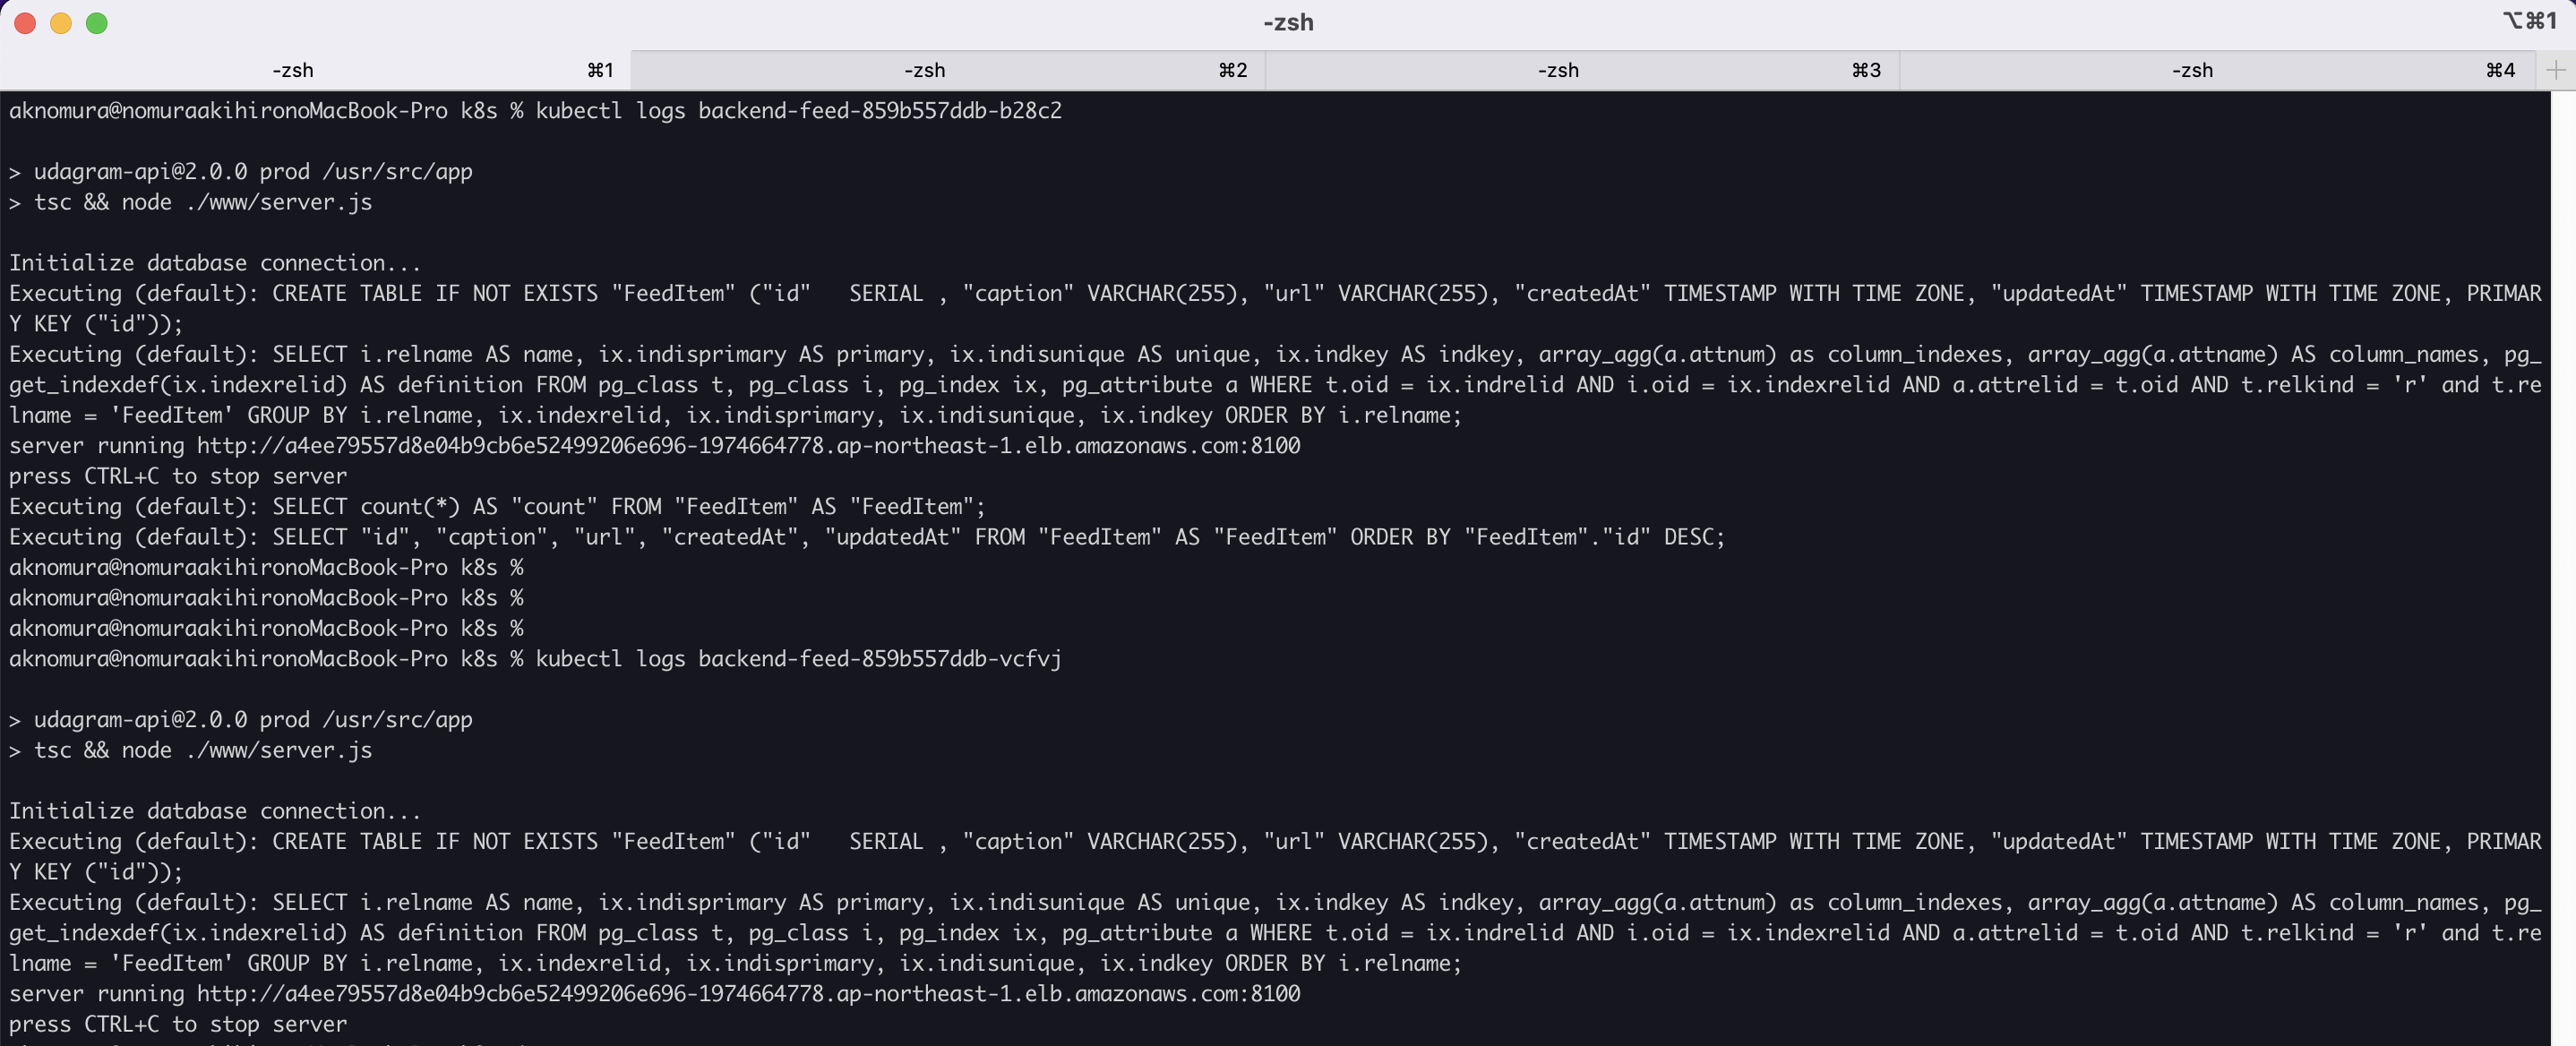 -zsh
⌥⌘1
-zsh ⌘1 -zsh ⌘2 -zsh ⌘3 -zsh ⌘4
aknomura@nomuraakihironoMacBook-Pro k8s % kubectl logs backend-feed-859b557ddb-b28c2
> udagram-api@2.0.0 prod /usr/src/app
> tsc && node ./www/server.js
Initialize database connection...
Executing (default): CREATE TABLE IF NOT EXISTS "FeedItem" ("id"   SERIAL , "caption" VARCHAR(255), "url" VARCHAR(255), "createdAt" TIMESTAMP WITH TIME ZONE, "updatedAt" TIMESTAMP WITH TIME ZONE, PRIMAR
Y KEY ("id"));
Executing (default): SELECT i.relname AS name, ix.indisprimary AS primary, ix.indisunique AS unique, ix.indkey AS indkey, array_agg(a.attnum) as column_indexes, array_agg(a.attname) AS column_names, pg_
get_indexdef(ix.indexrelid) AS definition FROM pg_class t, pg_class i, pg_index ix, pg_attribute a WHERE t.oid = ix.indrelid AND i.oid = ix.indexrelid AND a.attrelid = t.oid AND t.relkind = 'r' and t.re
lname = 'FeedItem' GROUP BY i.relname, ix.indexrelid, ix.indisprimary, ix.indisunique, ix.indkey ORDER BY i.relname;
server running http://a4ee79557d8e04b9cb6e52499206e696-1974664778.ap-northeast-1.elb.amazonaws.com:8100
press CTRL+C to stop server
Executing (default): SELECT count(*) AS "count" FROM "FeedItem" AS "FeedItem";
Executing (default): SELECT "id", "caption", "url", "createdAt", "updatedAt" FROM "FeedItem" AS "FeedItem" ORDER BY "FeedItem"."id" DESC;
aknomura@nomuraakihironoMacBook-Pro k8s %
aknomura@nomuraakihironoMacBook-Pro k8s %
aknomura@nomuraakihironoMacBook-Pro k8s %
aknomura@nomuraakihironoMacBook-Pro k8s % kubectl logs backend-feed-859b557ddb-vcfvj
> udagram-api@2.0.0 prod /usr/src/app
> tsc && node ./www/server.js
Initialize database connection...
Executing (default): CREATE TABLE IF NOT EXISTS "FeedItem" ("id"   SERIAL , "caption" VARCHAR(255), "url" VARCHAR(255), "createdAt" TIMESTAMP WITH TIME ZONE, "updatedAt" TIMESTAMP WITH TIME ZONE, PRIMAR
Y KEY ("id"));
Executing (default): SELECT i.relname AS name, ix.indisprimary AS primary, ix.indisunique AS unique, ix.indkey AS indkey, array_agg(a.attnum) as column_indexes, array_agg(a.attname) AS column_names, pg_
get_indexdef(ix.indexrelid) AS definition FROM pg_class t, pg_class i, pg_index ix, pg_attribute a WHERE t.oid = ix.indrelid AND i.oid = ix.indexrelid AND a.attrelid = t.oid AND t.relkind = 'r' and t.re
lname = 'FeedItem' GROUP BY i.relname, ix.indexrelid, ix.indisprimary, ix.indisunique, ix.indkey ORDER BY i.relname;
server running http://a4ee79557d8e04b9cb6e52499206e696-1974664778.ap-northeast-1.elb.amazonaws.com:8100
press CTRL+C to stop server